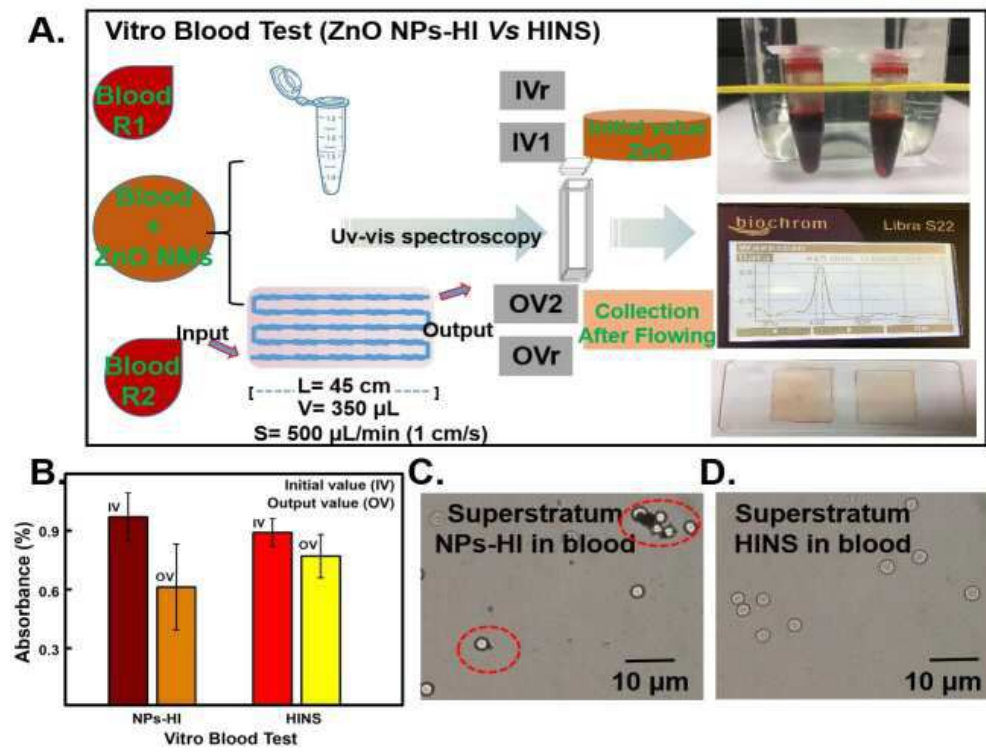 A.
Vitro Blood Test (ZnO NPs-HI Vs HINS)
Blood
R1
Blood
+
ZnO NMs
Blood
R2
Input
Output
L= 45 cm
V= 350 µL
S= 500 µL/min (1 cm/s)
Uv-vis spectroscopy
IVr
IV1
Initial value
ZnO
OV2
OVr
Collection
After Flowing
biochrom
Libra S22
B
Initial value (IV)
Output value (OV)
Absorbance (%)
0.9
0.6
0.3
IV
OV
IV
OV
NPs-HI
HINS
Vitro Blood Test
C.
Superstratum
NPs-HI in blood
10 µm
D.
Superstratum
HINS in blood
10 µm